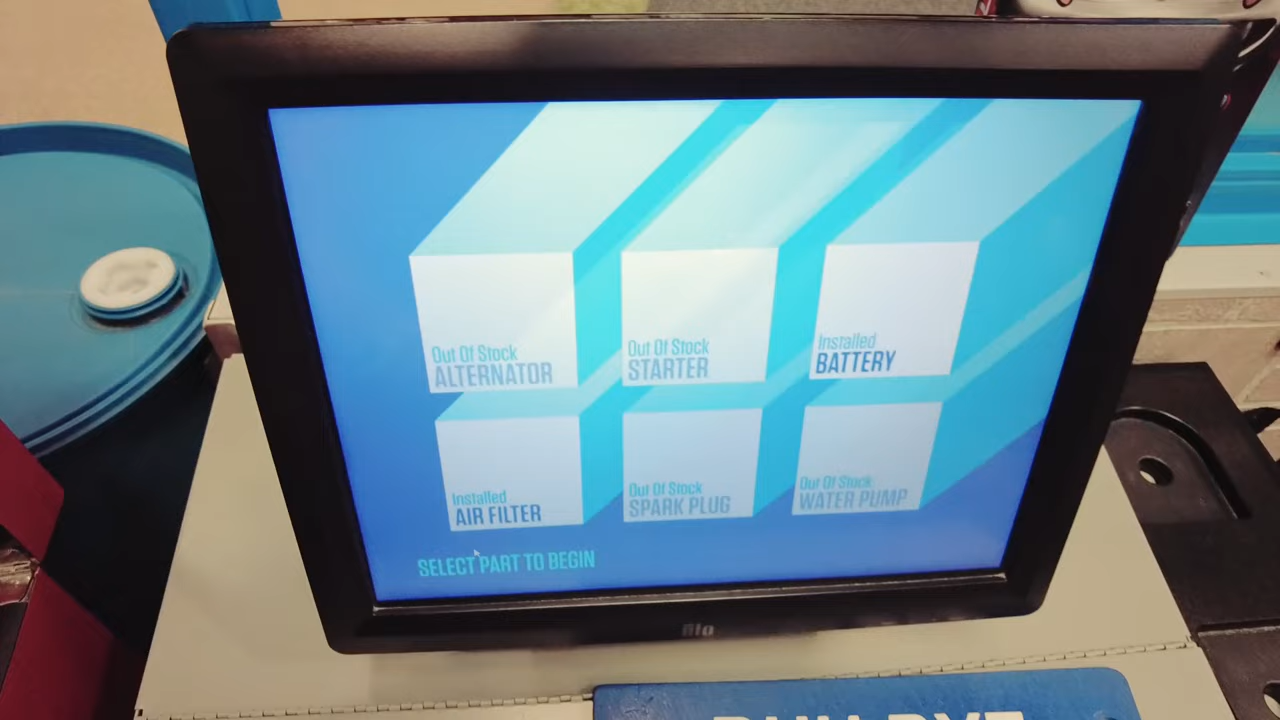 Out Of Stock
ALTERNATOR
Out Of Stock
STARTER
Installed
BATTERY
Installed
AIR FILTER
Out Of Stock
SPARK PLUG
Out Of Stock
WATER PUMP
SELECT PART TO BEGIN
elo